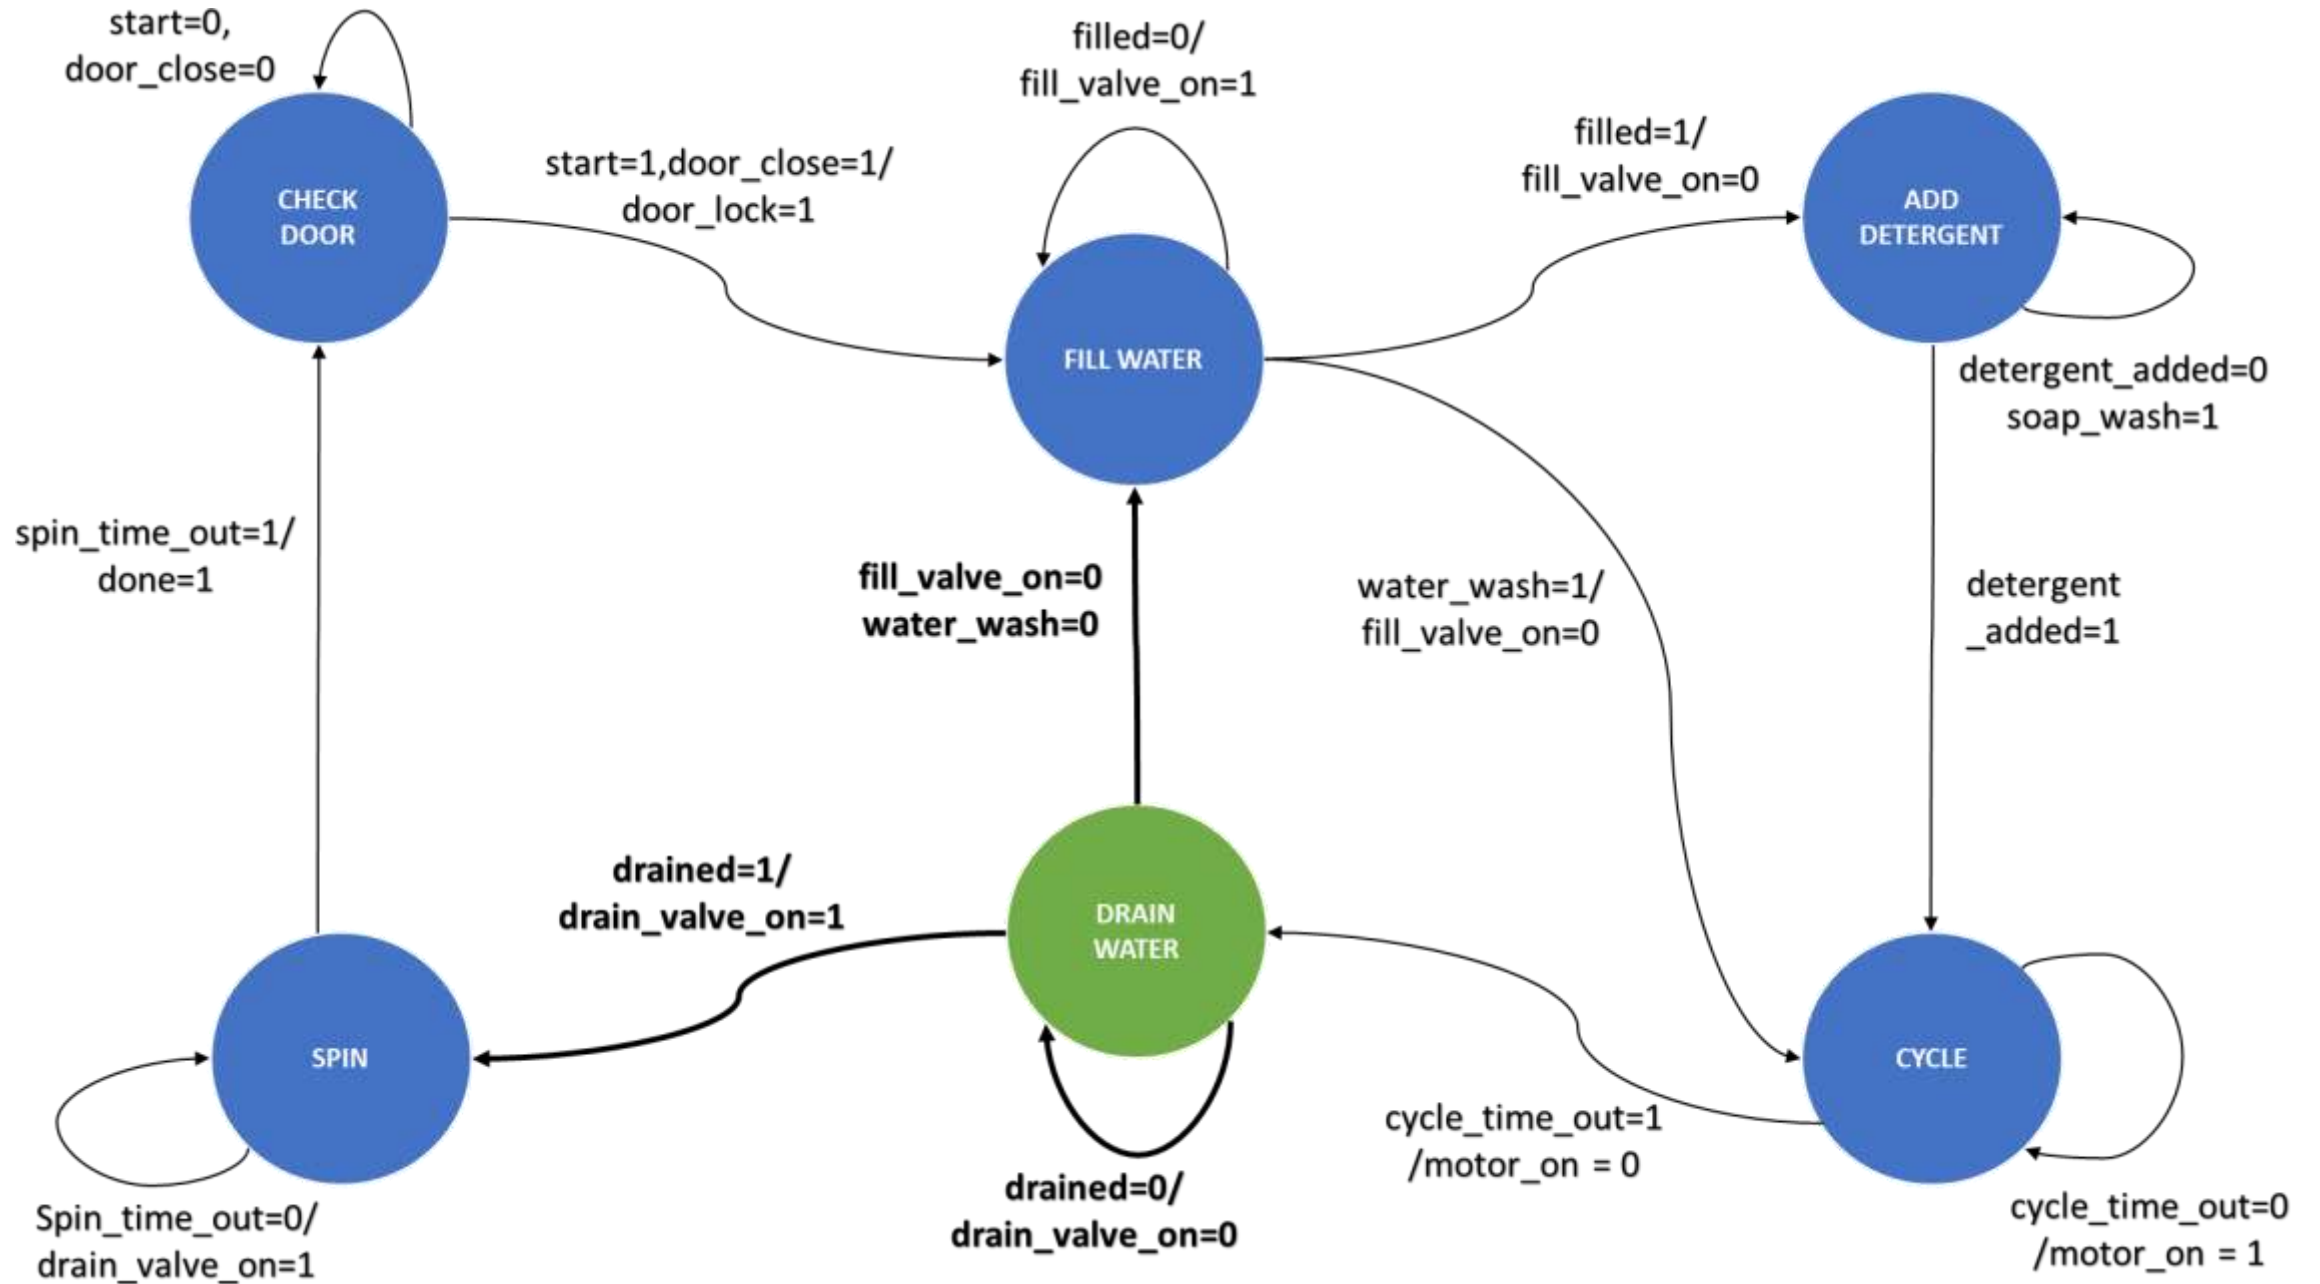 start=0,
door_close=0
filled=0/
fill_valve_on=1
filled=1/
fill_valve_on=0
start=1,door_close=1/
door_lock=1
CHECK
DOOR
ADD
DETERGENT
FILL WATER
detergent_added=0
soap_wash=1
spin_time_out=1/
done=1
fill_valve_on=0
water_wash=0
water_wash=1/
fill_valve_on=0
detergent
_added=1
drained=1/
drain_valve_on=1
DRAIN
WATER
SPIN
CYCLE
cycle_time_out=1
/motor_on = 0
drained=0/
drain_valve_on=0
Spin_time_out=0/
drain_valve_on=1
cycle_time_out=0
/motor_on = 1